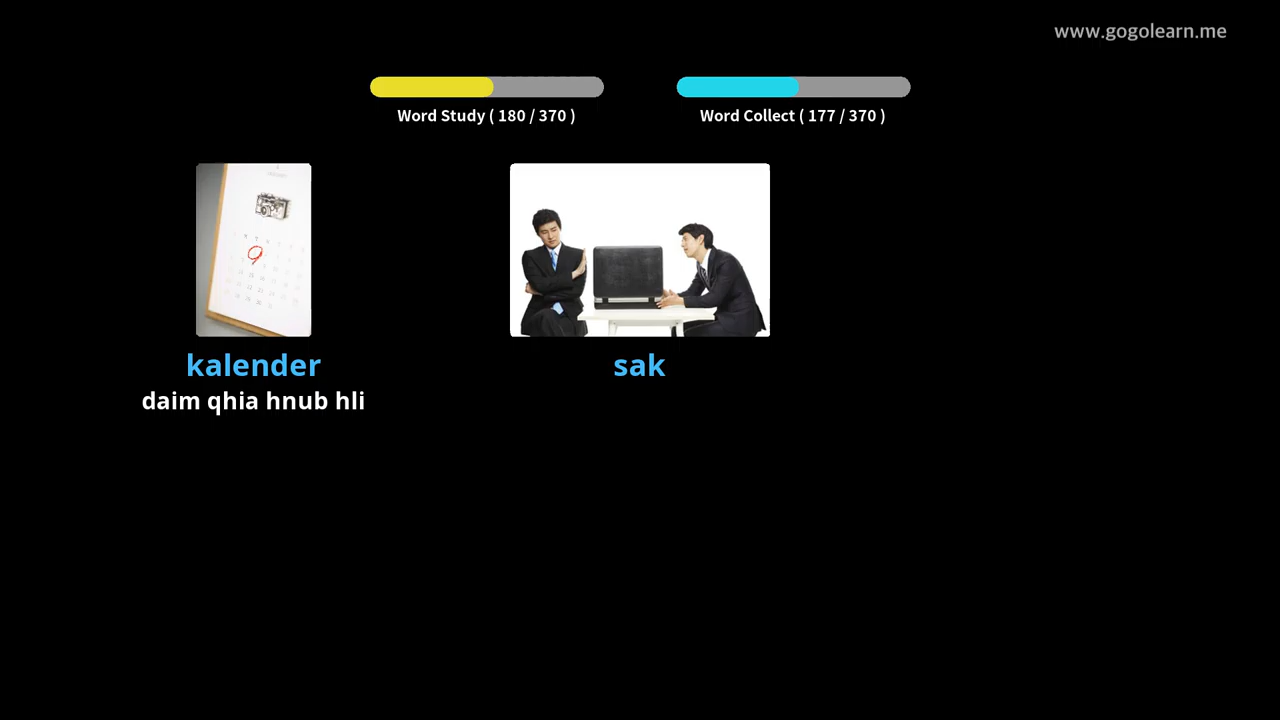 www.gogolearn.me
Word Study ( 180 / 370 )
Word Collect ( 177 / 370 )
kalender
sak
daim qhia hnub hli